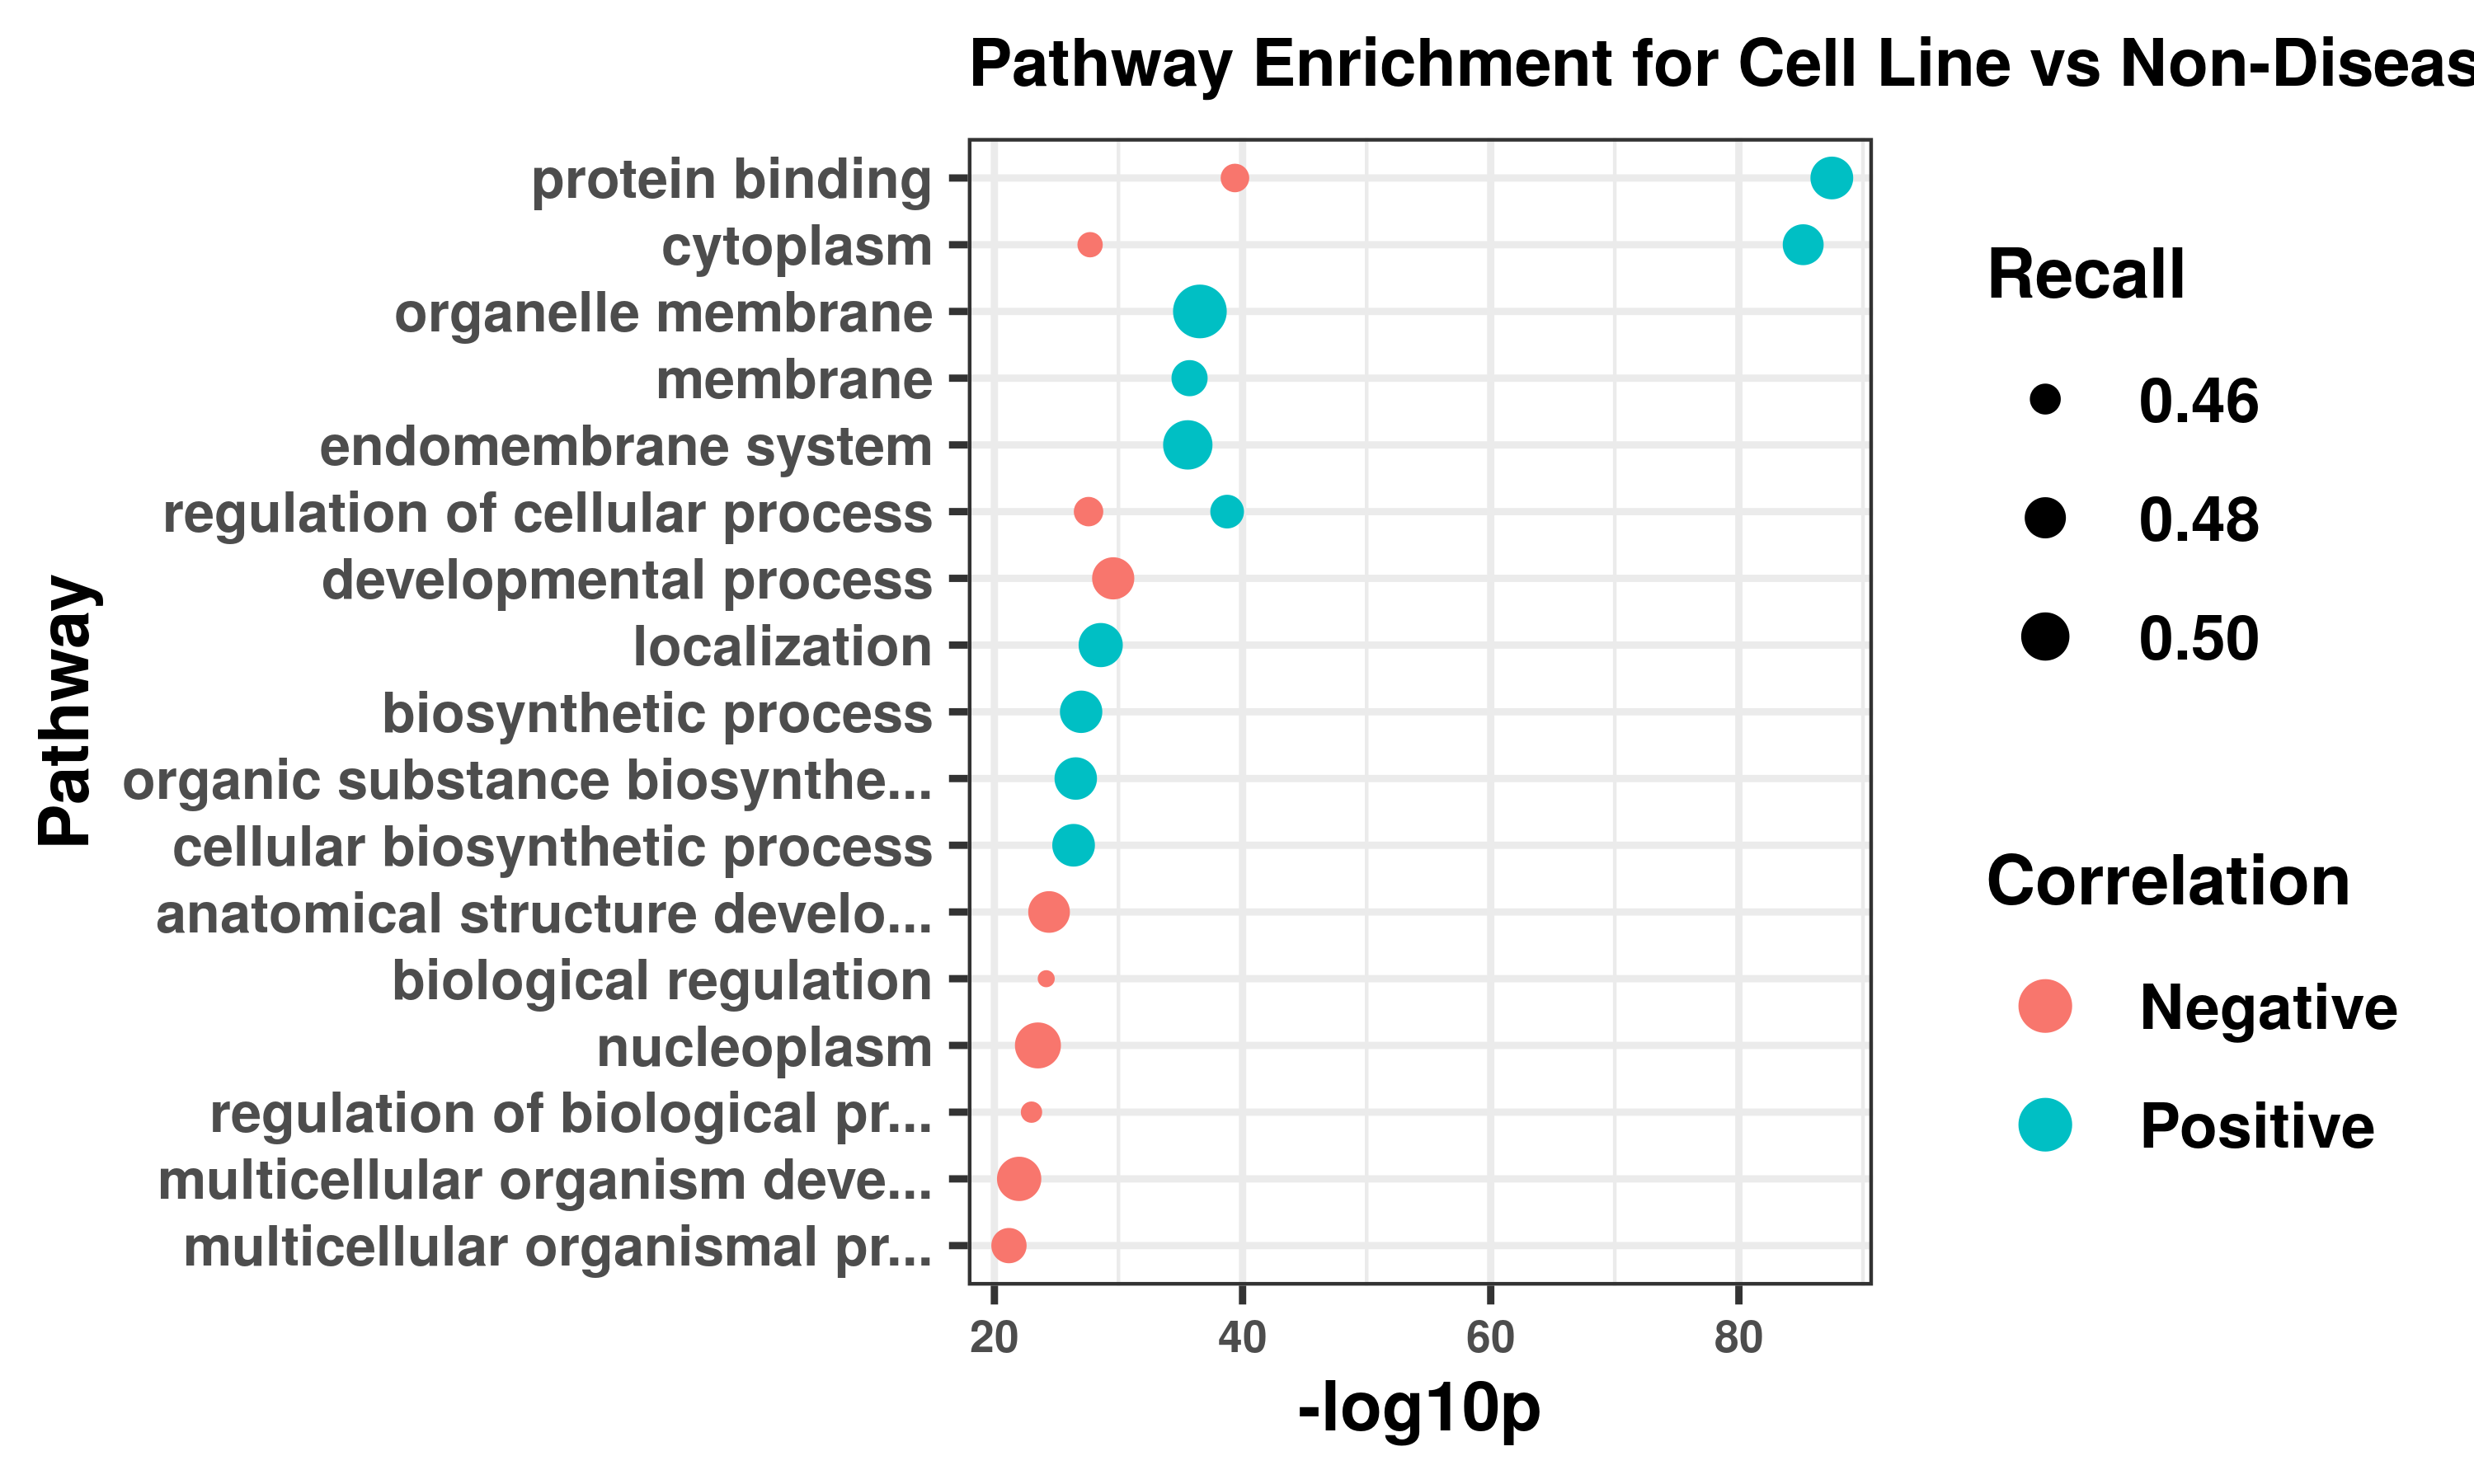 Pathway Enrichment for Cell Line vs Non-Diseas
protein binding
cytoplasm
organelle membrane
membrane
endomembrane system
regulation of cellular process
developmental process
localization
biosynthetic process
organic substance biosynthe...
cellular biosynthetic process
anatomical structure develo...
biological regulation
nucleoplasm
regulation of biological pr...
multicellular organism deve...
multicellular organismal pr...
Pathway
20 40 60 80
-log10p
Recall
0.46
0.48
0.50
Correlation
Negative
Positive